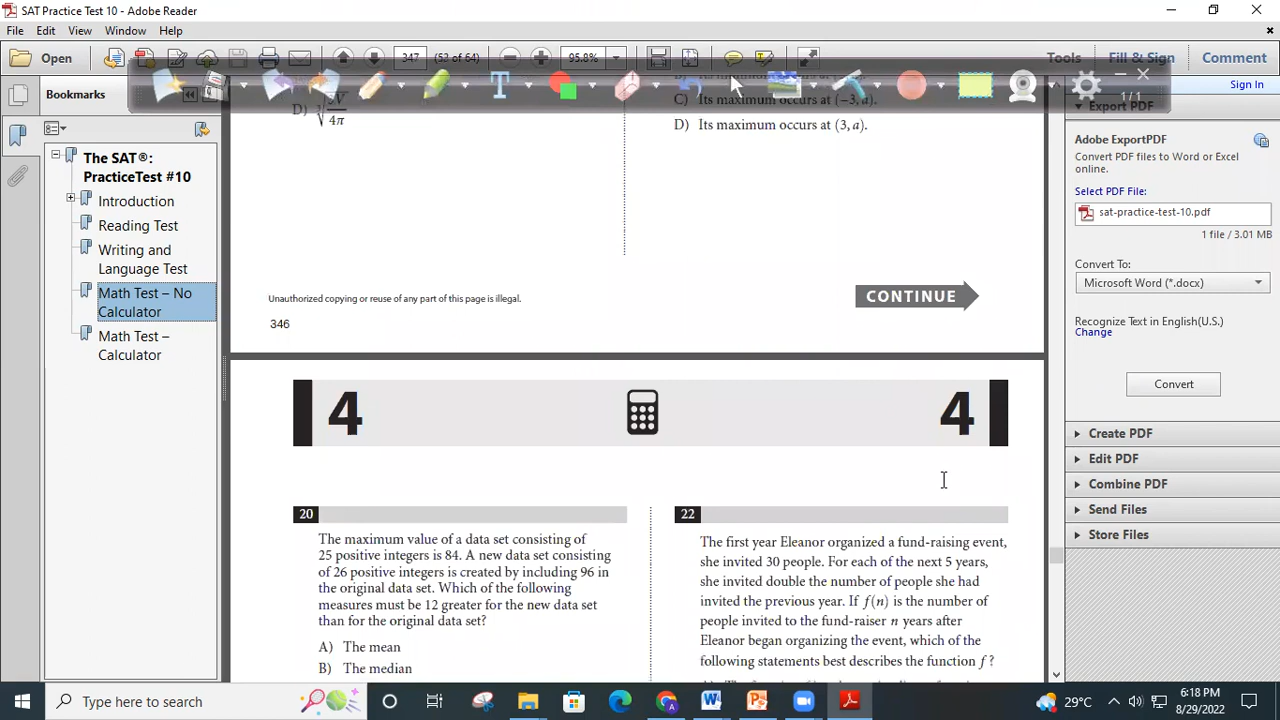 SAT Practice Test 10 - Adobe Reader
File Edit View Window Help
Open
347 (53 of 64)
95.8%
Tools Fill & Sign Comment
1/1
Sign In
Bookmarks
The SAT®:
PracticeTest #10
Introduction
Reading Test
Writing and
Language Test
Math Test – No
Calculator
Math Test –
Calculator
D)
4π
C) Its maximum occurs at (−3, a).
D) Its maximum occurs at (3, a).
Unauthorized copying or reuse of any part of this page is illegal.
CONTINUE
346
4 4
20
The maximum value of a data set consisting of
25 positive integers is 84. A new data set consisting
of 26 positive integers is created by including 96 in
the original data set. Which of the following
measures must be 12 greater for the new data set
than for the original data set?
A) The mean
B) The median
22
The first year Eleanor organized a fund-raising event,
she invited 30 people. For each of the next 5 years,
she invited double the number of people she had
invited the previous year. If f(n) is the number of
people invited to the fund-raiser n years after
Eleanor began organizing the event, which of the
following statements best describes the function f?
Export PDF
Adobe ExportPDF
Convert PDF files to Word or Excel
online.
Select PDF File:
sat-practice-test-10.pdf
1 file / 3.01 MB
Convert To:
Microsoft Word (*.docx)
Recognize Text in English(U.S.)
Change
Convert
Create PDF
Edit PDF
Combine PDF
Send Files
Store Files
Type here to search
29°C
6:18 PM
8/29/2022